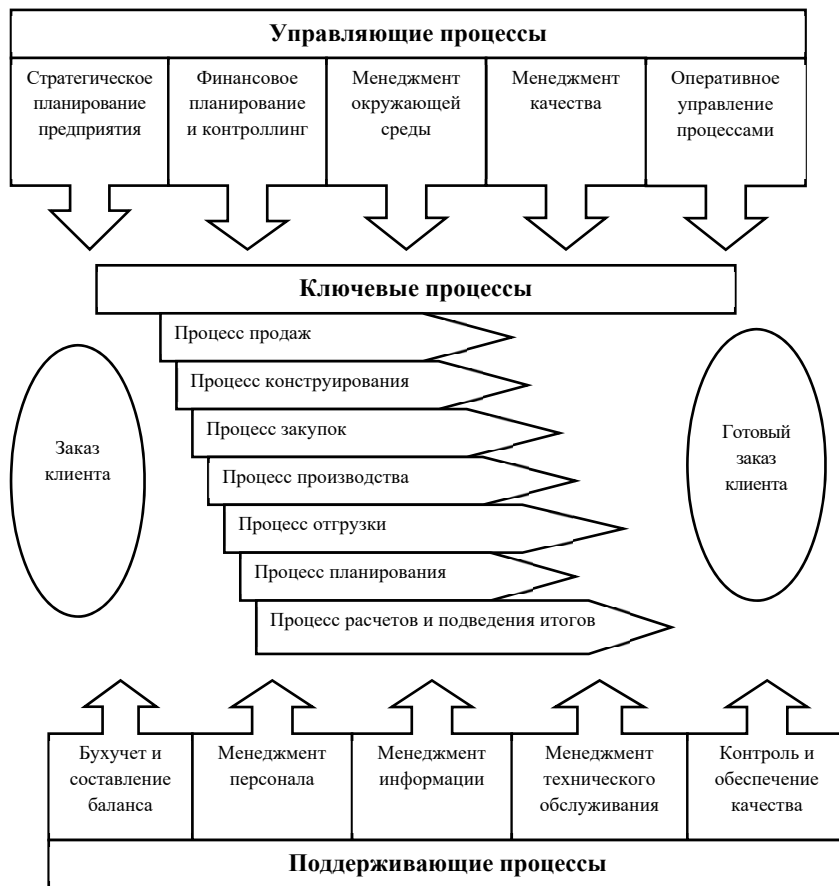 Управляющие процессы
Стратегическое
планирование
предприятия
Финансовое
планирование
и контроллинг
Менеджмент
окружающей
среды
Менеджмент
качества
Оперативное
управление
процессами
Ключевые процессы
Процесс продаж
Процесс конструирования
Процесс закупок
Процесс производства
Процесс отгрузки
Процесс планирования
Процесс расчетов и подведения итогов
Заказ
клиента
Готовый
заказ
клиента
Бухучет и
составление
баланса
Менеджмент
персонала
Менеджмент
информации
Менеджмент
технического
обслуживания
Контроль и
обеспечение
качества
Поддерживающие процессы